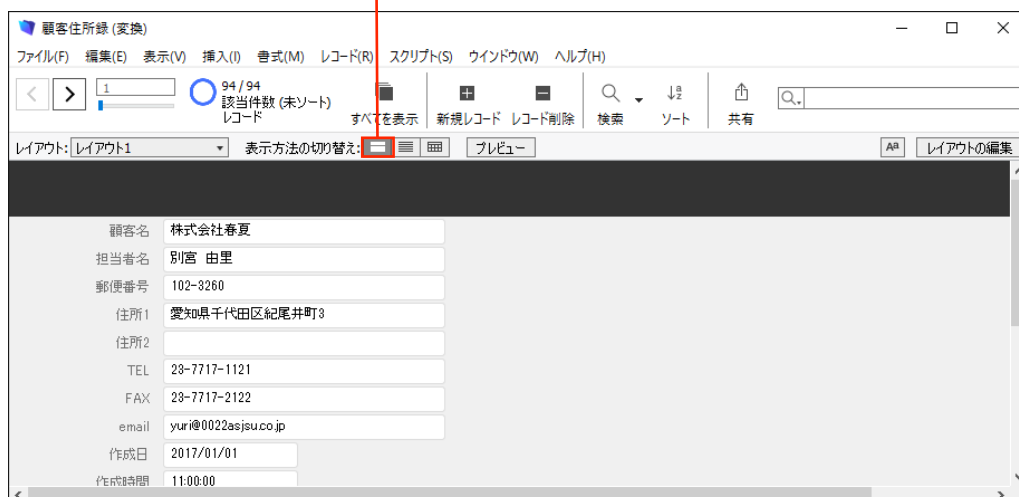 顧客住所録 (変換)
ファイル(F) 編集(E) 表示(V) 挿入(I) 書式(M) レコード(R) スクリプト(S) ウインドウ(W) ヘルプ(H)
1
94 / 94
該当件数 (未ソート)
レコード
すべてを表示 新規レコード レコード削除 検索 ソート 共有
レイアウト: レイアウト1 表示方法の切り替え: プレビュー Aa レイアウトの編集
顧客名 株式会社春夏
担当者名 別宮 由里
郵便番号 102-3260
住所1 愛知県千代田区紀尾井町3
住所2
TEL 23-7717-1121
FAX 23-7717-2122
email yuri@0022asjsu.co.jp
作成日 2017/01/01
作成時間 11:00:00